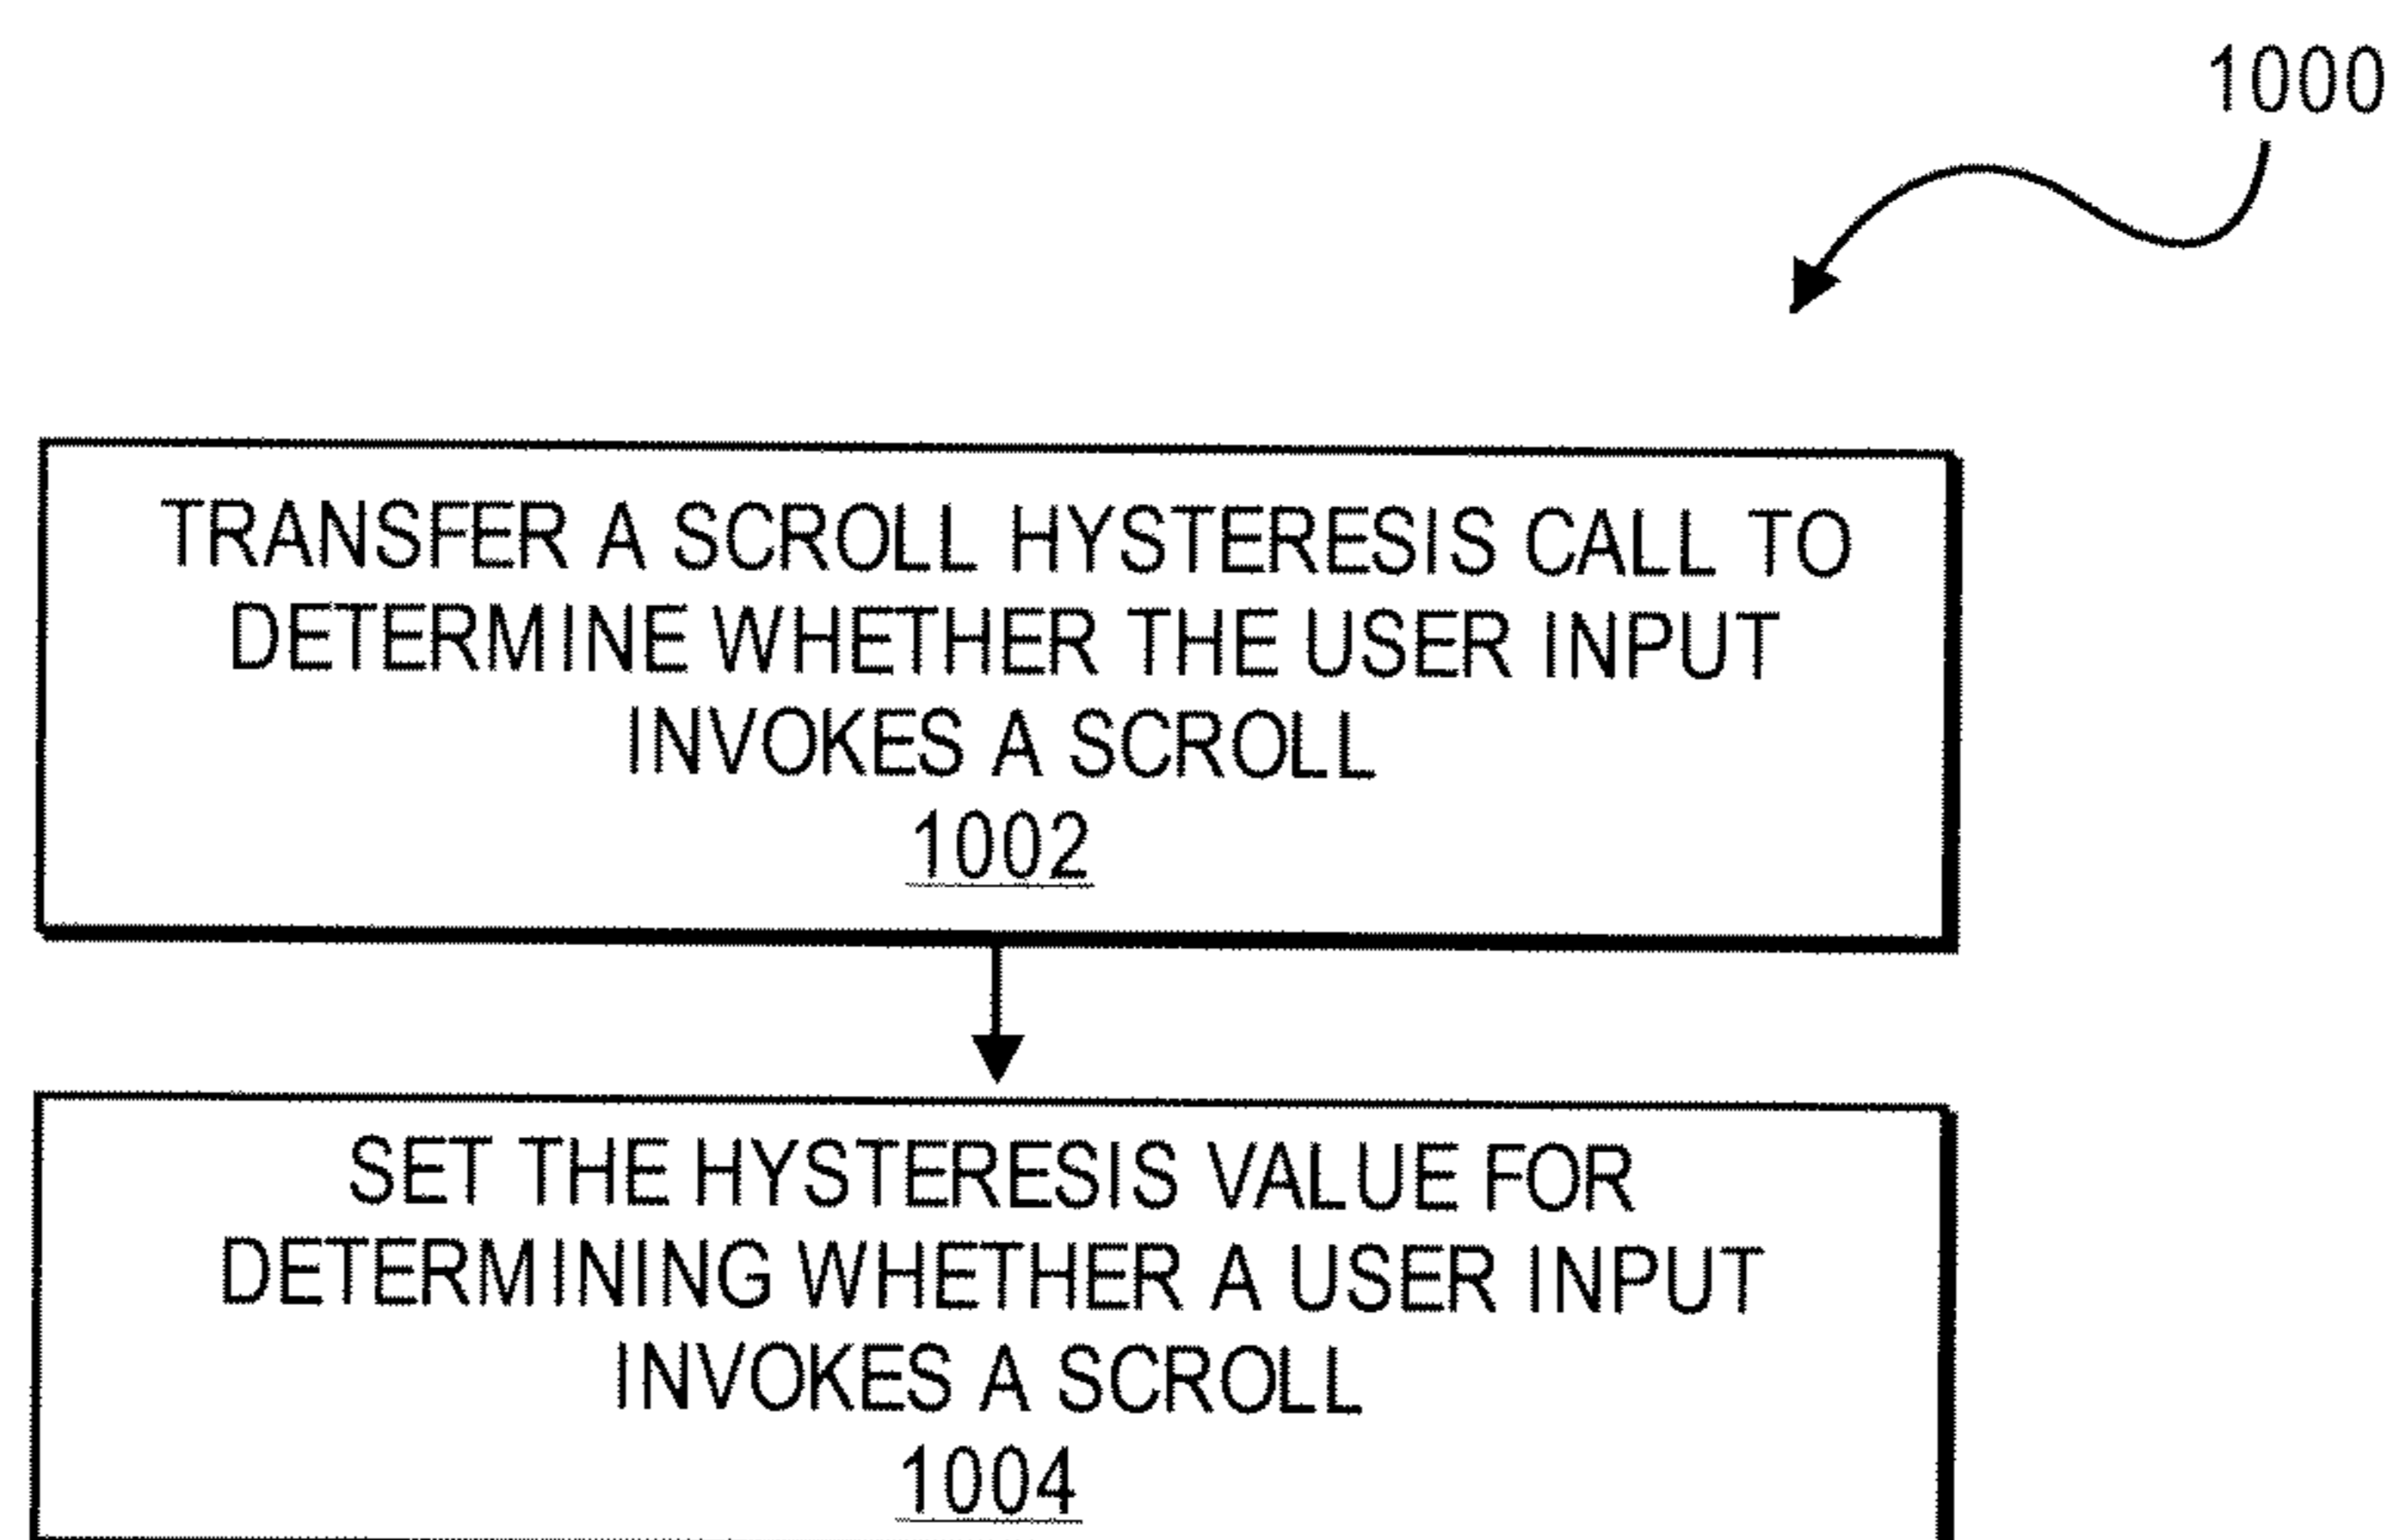 1000
TRANSFER A SCROLL HYSTERESIS CALL TO
DETERMINE WHETHER THE USER INPUT
INVOKES A SCROLL
1002
SET THE HYSTERESIS VALUE FOR
DETERMINING WHETHER A USER INPUT
INVOKES A SCROLL
1004